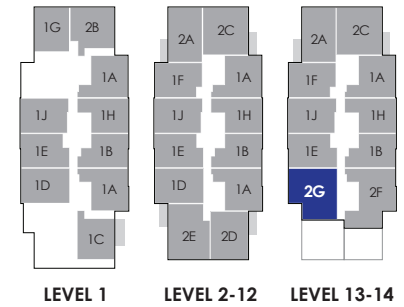 1G 2B
1A
1J 1H
1E 1B
1D 1A
1C
LEVEL 1
2A 2C
1F 1A
1J 1H
1E 1B
1D 1A
2E 2D
LEVEL 2-12
2A 2C
1F 1A
1J 1H
1E 1B
2G 2F
LEVEL 13-14